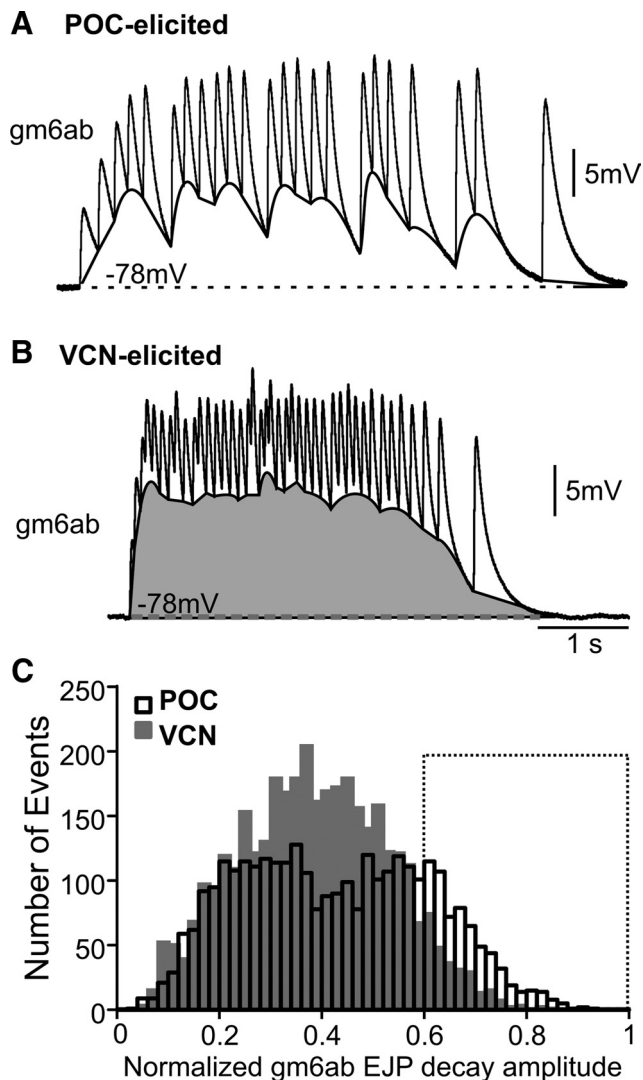 A POC-elicited
gm6ab
5mV
-78mV
B VCN-elicited
gm6ab
5mV
-78mV
1 s
C
250
200
150
100
50
0
Number of Events
POC
VCN
0 0.2 0.4 0.6 0.8 1
Normalized gm6ab EJP decay amplitude